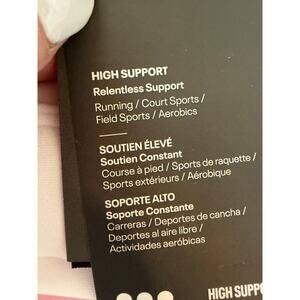 HIGH SUPPORT
Relentless Support
Running / Court Sports /
Field Sports / Aerobics
SOUTIEN ÉLEVÉ
Soutien Constant
Course à pied / Sports de raquette /
Sports extérieurs / Aérobique
SOPORTE ALTO
Soporte Constante
Carreras / Deportes de cancha /
Deportes al aire libre /
Actividades aeróbicas
HIGH SUPPO